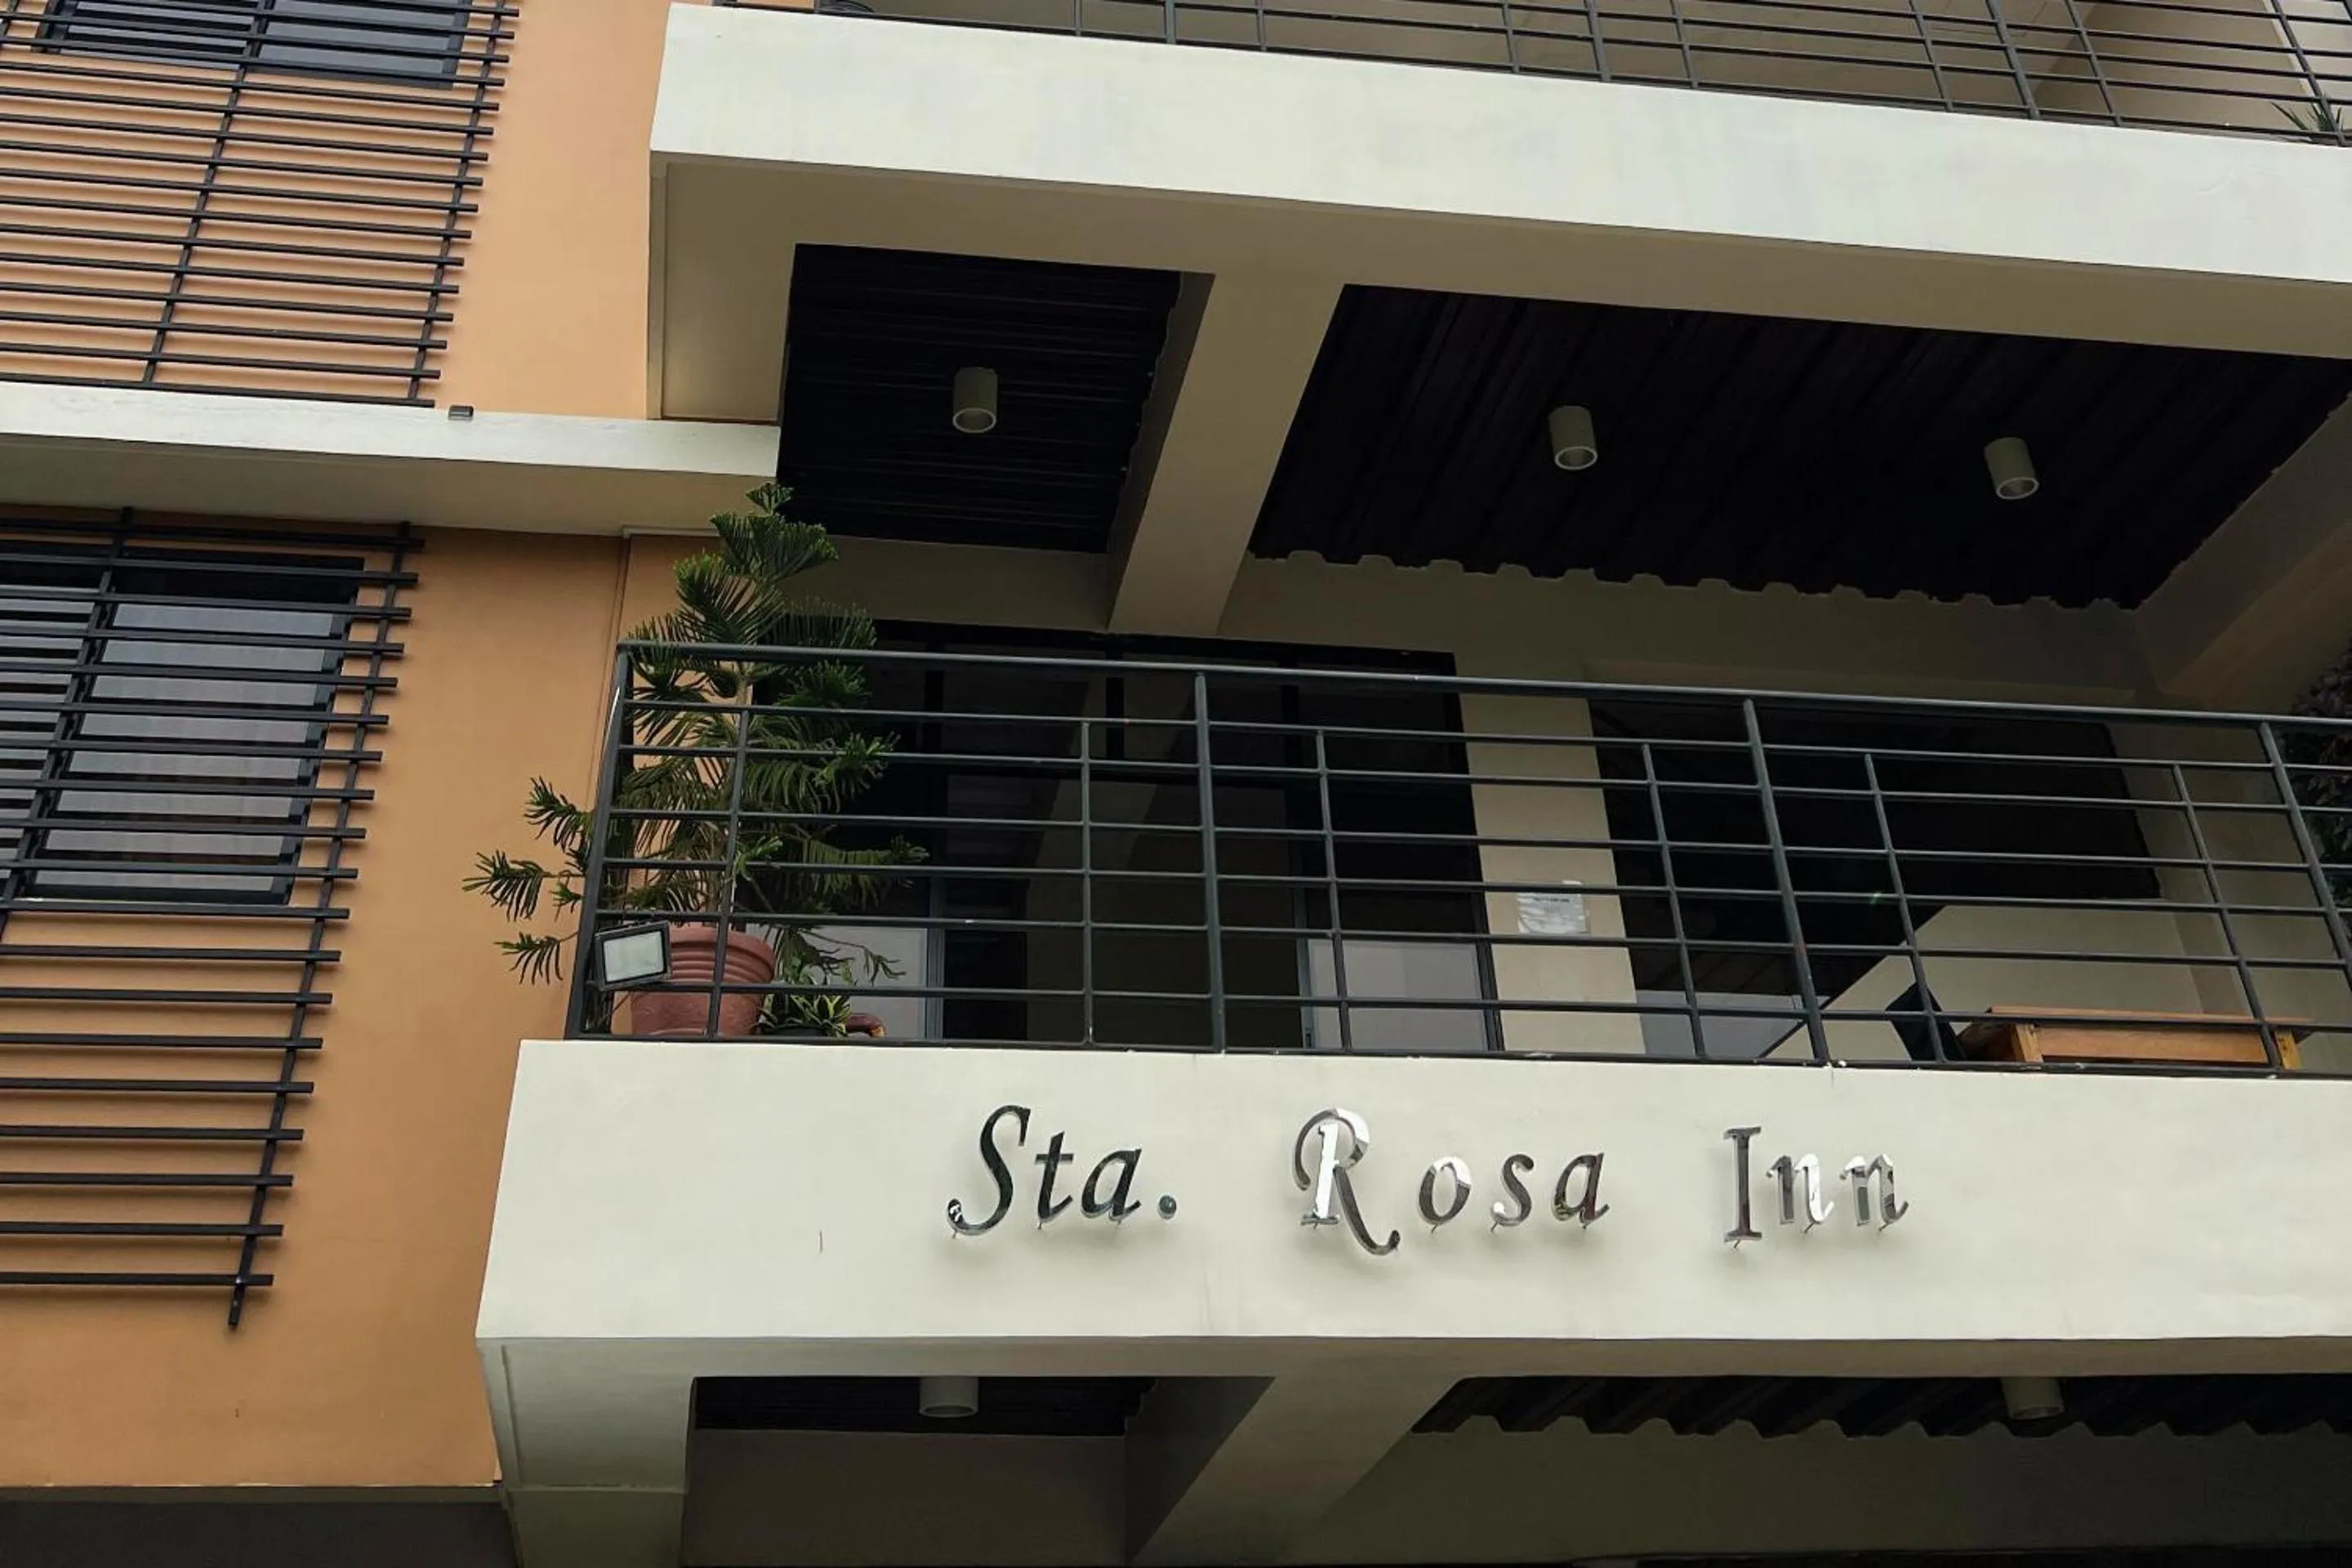 Sta. Rosa Inn